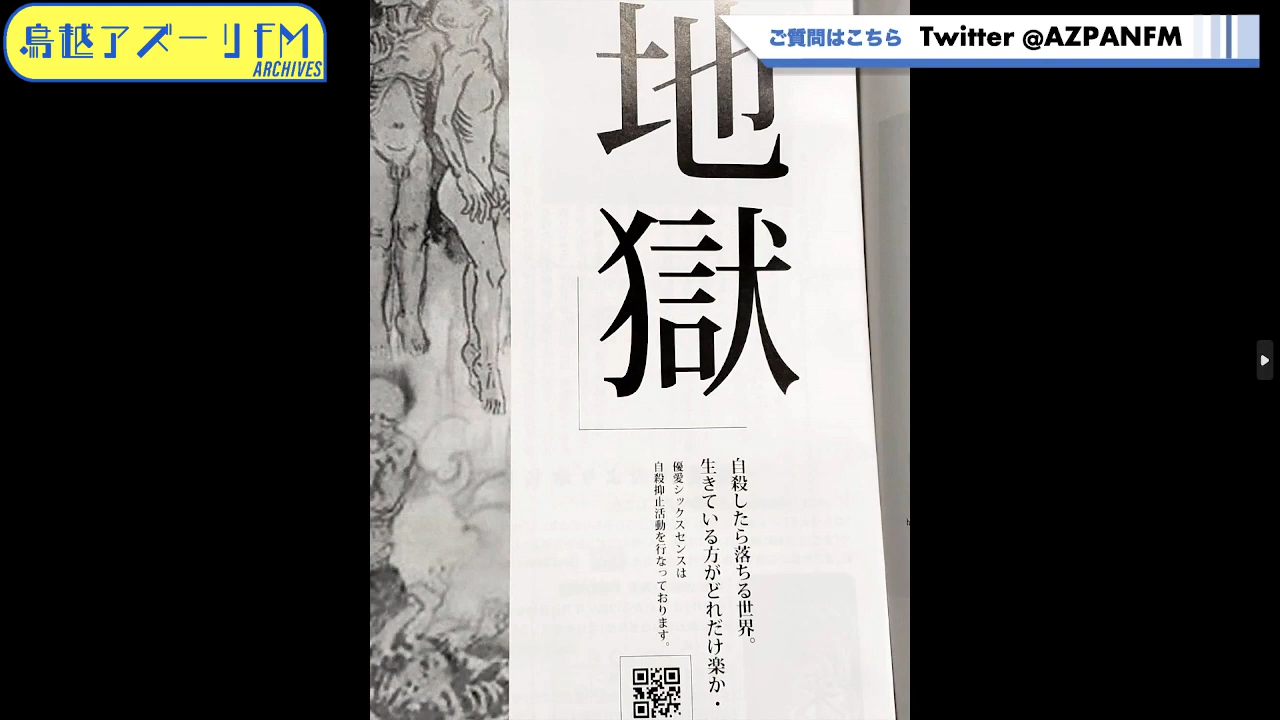 鳥越アズーリFM
ARCHIVES
ご質問はこちら Twitter @AZPANFM
地獄
自殺したら落ちる世界。
生きている方がどれだけ楽か・
優愛シックスセンスは
自殺抑止活動を行なっております。